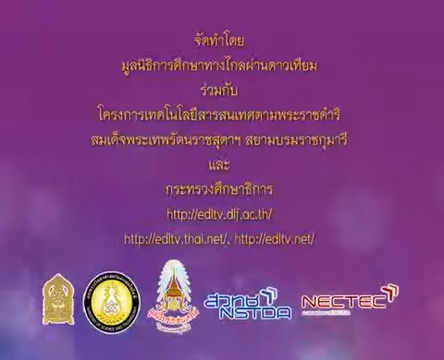 จัดทำโดย
มูลนิธิการศึกษาทางไกลผ่านดาวเทียม
ร่วมกับ
โครงการเทคโนโลยีสารสนเทศตามพระราชดำริ
สมเด็จพระเทพรัตนราชสุดาฯ สยามบรมราชกุมารี
และ
กระทรวงศึกษาธิการ
http://edltv.dlf.ac.th/
http://edltv.thai.net/, http://edltv.net/
สวทช
NSTDA
NECTEC